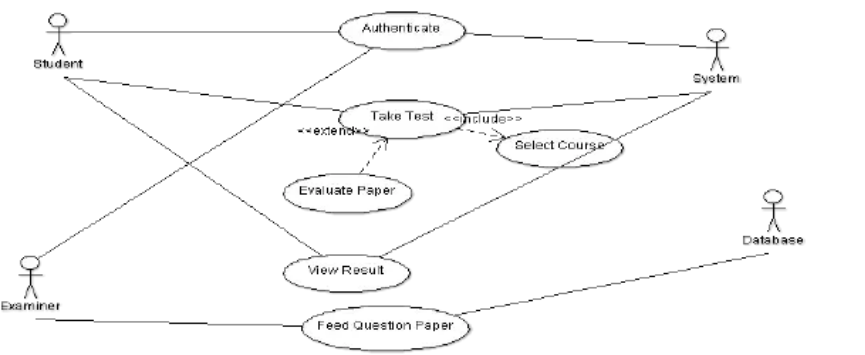 Authenticate
Student
System
Take Test
<<include>>
<<extend>>
Select Course
Evaluate Paper
Database
View Result
Examiner
Feed Question Paper